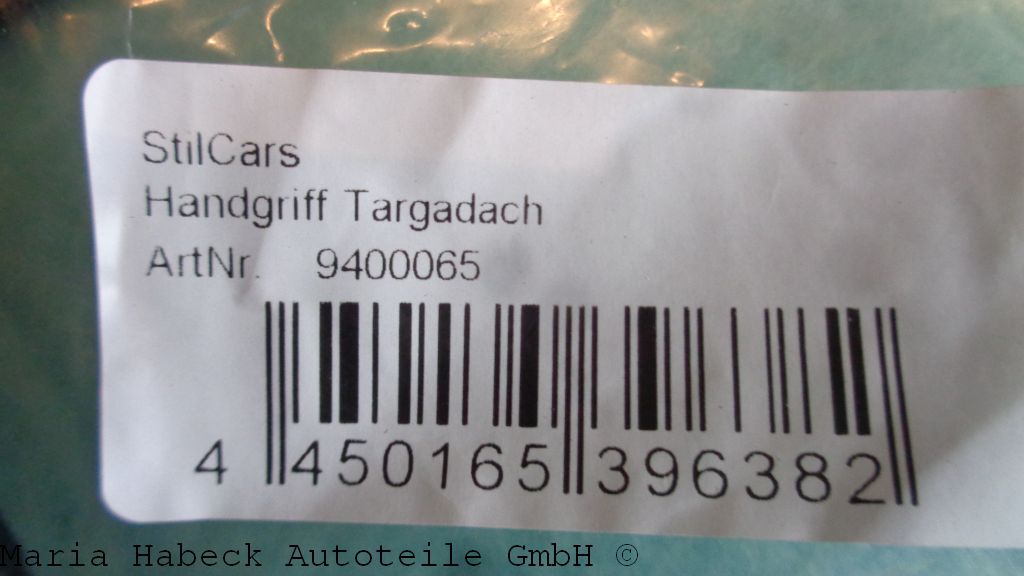 StilCars
Handgriff Targadach
ArtNr. 9400065
4 450165 396382
Maria Habeck Autoteile GmbH ©